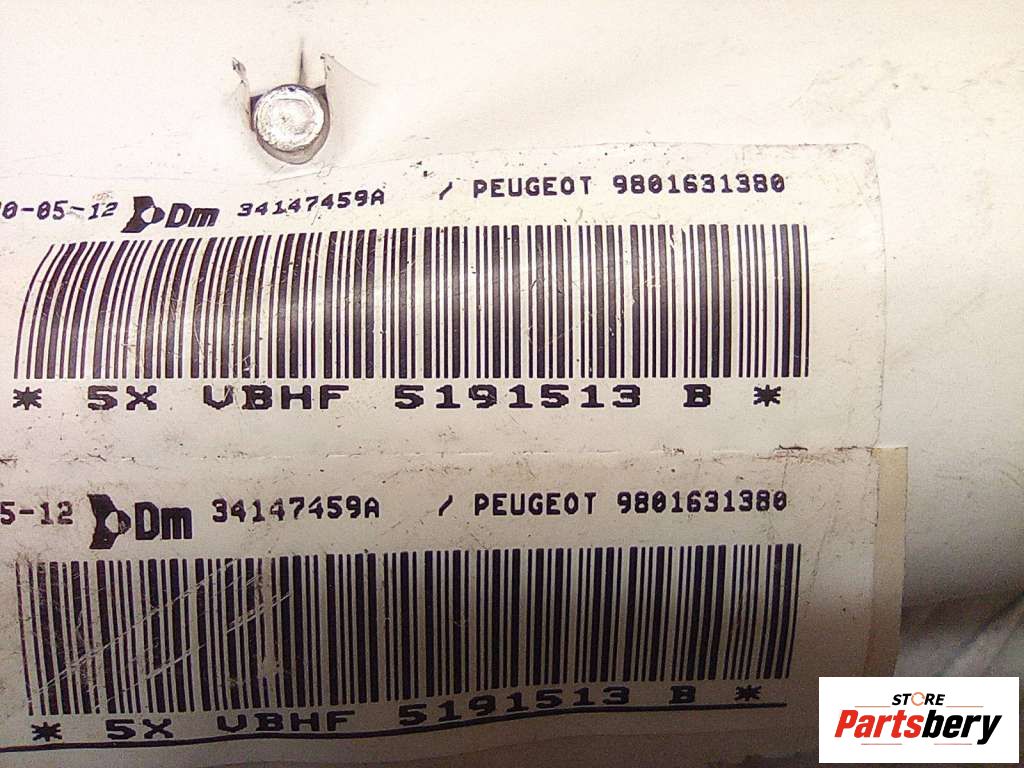 0-05-12 Dm 34147459A / PEUGEOT 9801631380
* 5X VBHF 5191513 B *
5-12 Dm 34147459A / PEUGEOT 9801631380
* 5X VBHF 5191513 B *
STORE
Partsbery